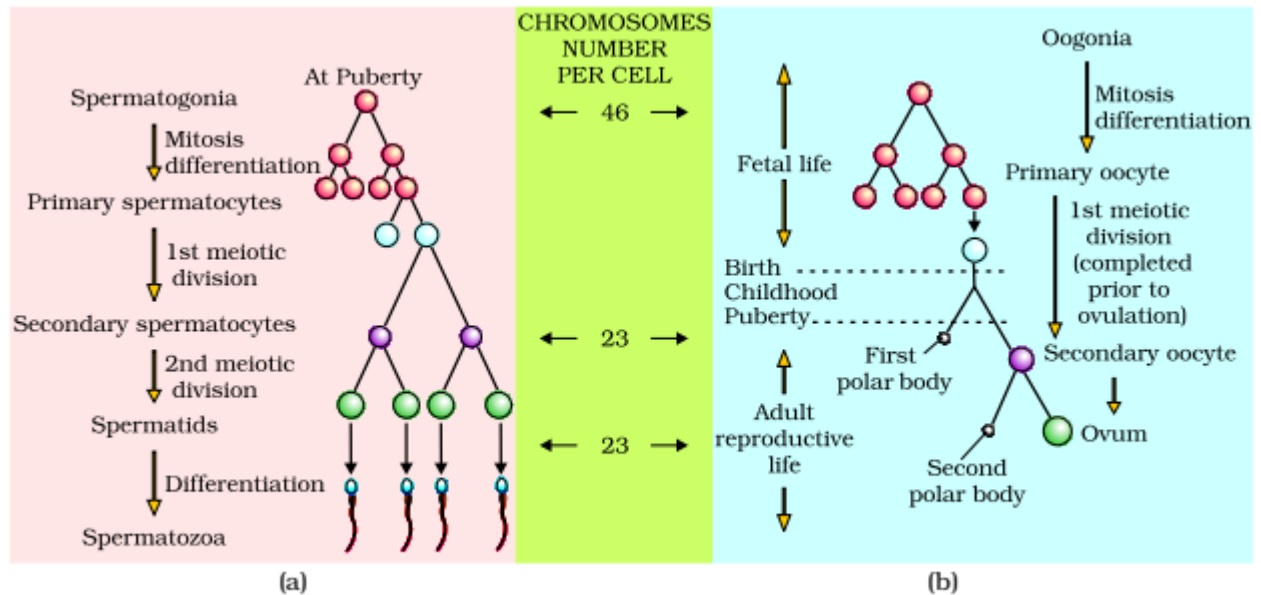 At Puberty
Spermatogonia
Mitosis
differentiation
Primary spermatocytes
1st meiotic
division
Secondary spermatocytes
2nd meiotic
division
Spermatids
Differentiation
Spermatozoa
(a)
CHROMOSOMES
NUMBER
PER CELL
46
23
23
Oogonia
Mitosis
differentiation
Fetal life
Primary oocyte
1st meiotic
division
(completed
prior to
ovulation)
Birth
Childhood
Puberty
First
polar body
Secondary oocyte
Adult
reproductive
life
Ovum
Second
polar body
(b)